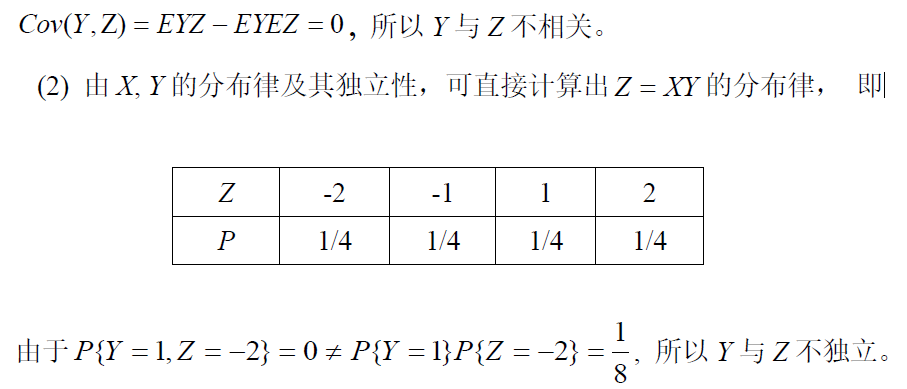 Cov(Y,Z) = EYZ − EYEZ = 0，所以 Y 与 Z 不相关。
(2) 由 X, Y 的分布律及其独立性，可直接计算出 Z = XY 的分布律， 即
Z -2 -1 1 2
P 1/4 1/4 1/4 1/4
由于 P{Y = 1, Z = −2} = 0 ≠ P{Y = 1}P{Z = −2} = 1/8, 所以 Y 与 Z 不独立。